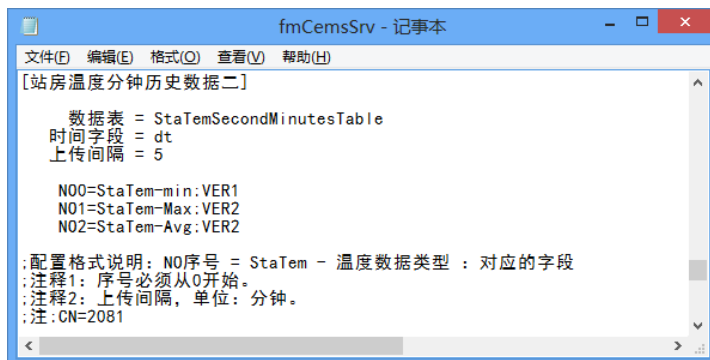 fmCemsSrv - 记事本
文件(F) 编辑(E) 格式(O) 查看(V) 帮助(H)
[站房温度分钟历史数据二]
数据表 = StaTemSecondMinutesTable
时间字段 = dt
上传间隔 = 5
NO0=StaTem-min:VER1
NO1=StaTem-Max:VER2
NO2=StaTem-Avg:VER2
;配置格式说明: NO序号 = StaTem - 温度数据类型 : 对应的字段
;注释1: 序号必须从0开始。
;注释2: 上传间隔, 单位: 分钟。
;注:CN=2081